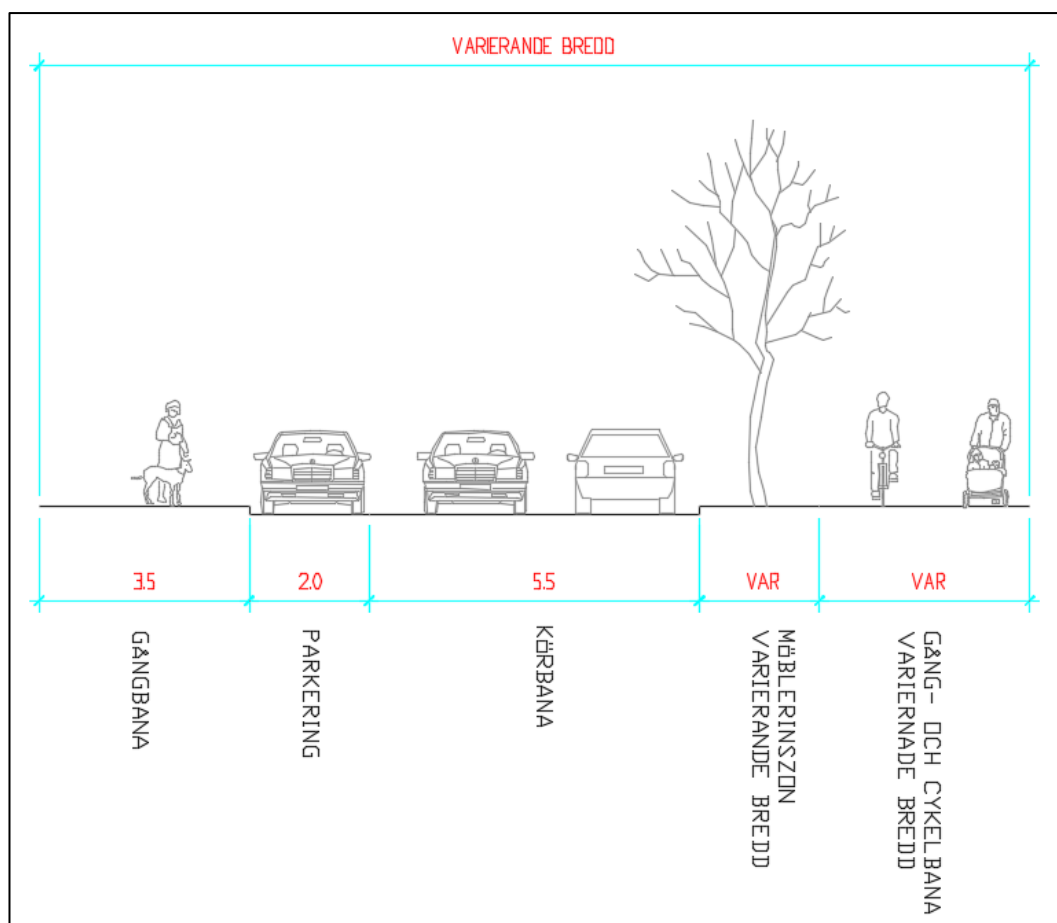 VARIERANDE BREDD
3.5
2.0
5.5
VAR
VAR
GÅNGBANA
PARKERING
KÖRBANA
MÖBLERINSZON
VARIERANDE BREDD
GÅNG- OCH CYKELBANA
VARIERNADE BREDD